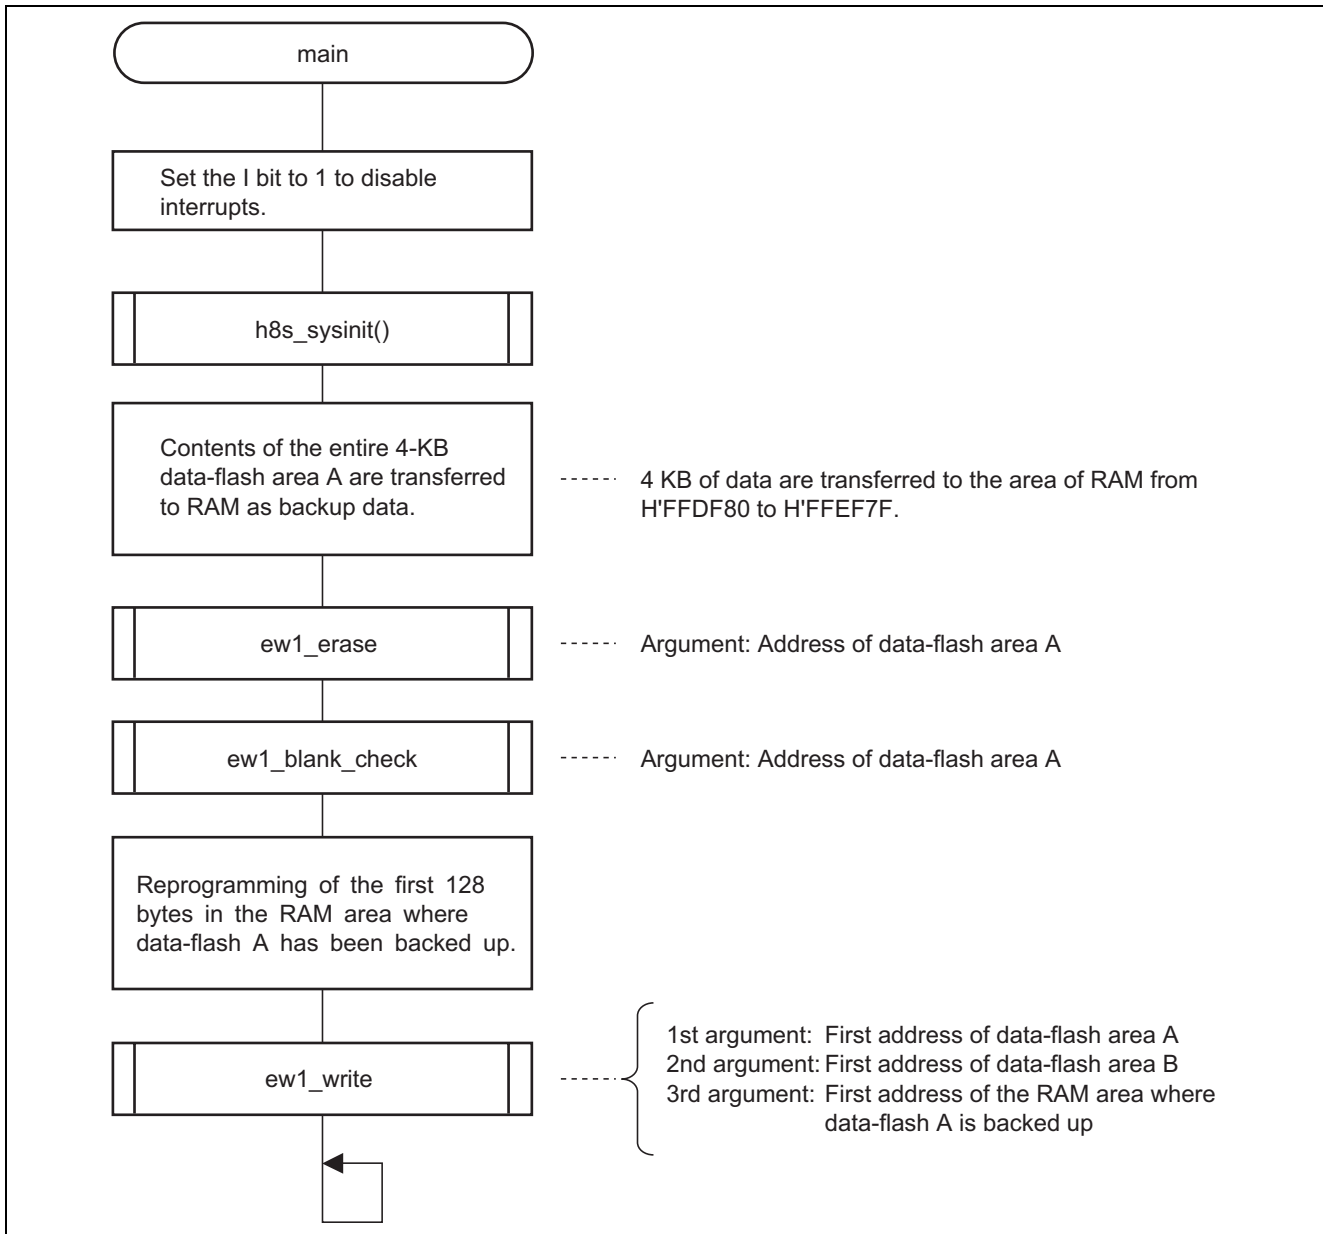 main
Set the I bit to 1 to disable
interrupts.
h8s_sysinit()
Contents of the entire 4-KB
data-flash area A are transferred
to RAM as backup data.
4 KB of data are transferred to the area of RAM from
H'FFDF80 to H'FFEF7F.
ew1_erase
Argument: Address of data-flash area A
ew1_blank_check
Argument: Address of data-flash area A
Reprogramming of the first 128
bytes in the RAM area where
data-flash A has been backed up.
ew1_write
1st argument: First address of data-flash area A
2nd argument: First address of data-flash area B
3rd argument: First address of the RAM area where
data-flash A is backed up